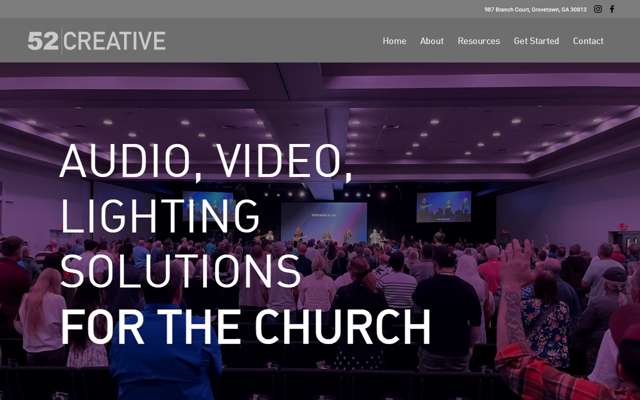 987 Branch Court, Grovetown, GA 30813
52 CREATIVE
Home About Resources Get Started Contact
AUDIO, VIDEO,
LIGHTING
SOLUTIONS
FOR THE CHURCH